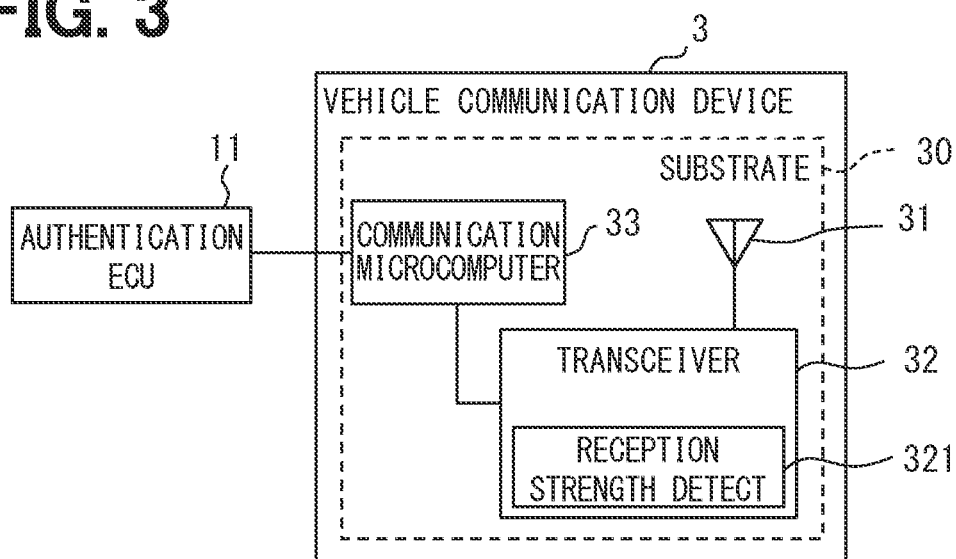 FIG. 3
3
VEHICLE COMMUNICATION DEVICE
11
30
SUBSTRATE
AUTHENTICATION
ECU
COMMUNICATION
MICROCOMPUTER
33
31
TRANSCEIVER
32
RECEPTION
STRENGTH DETECT
321